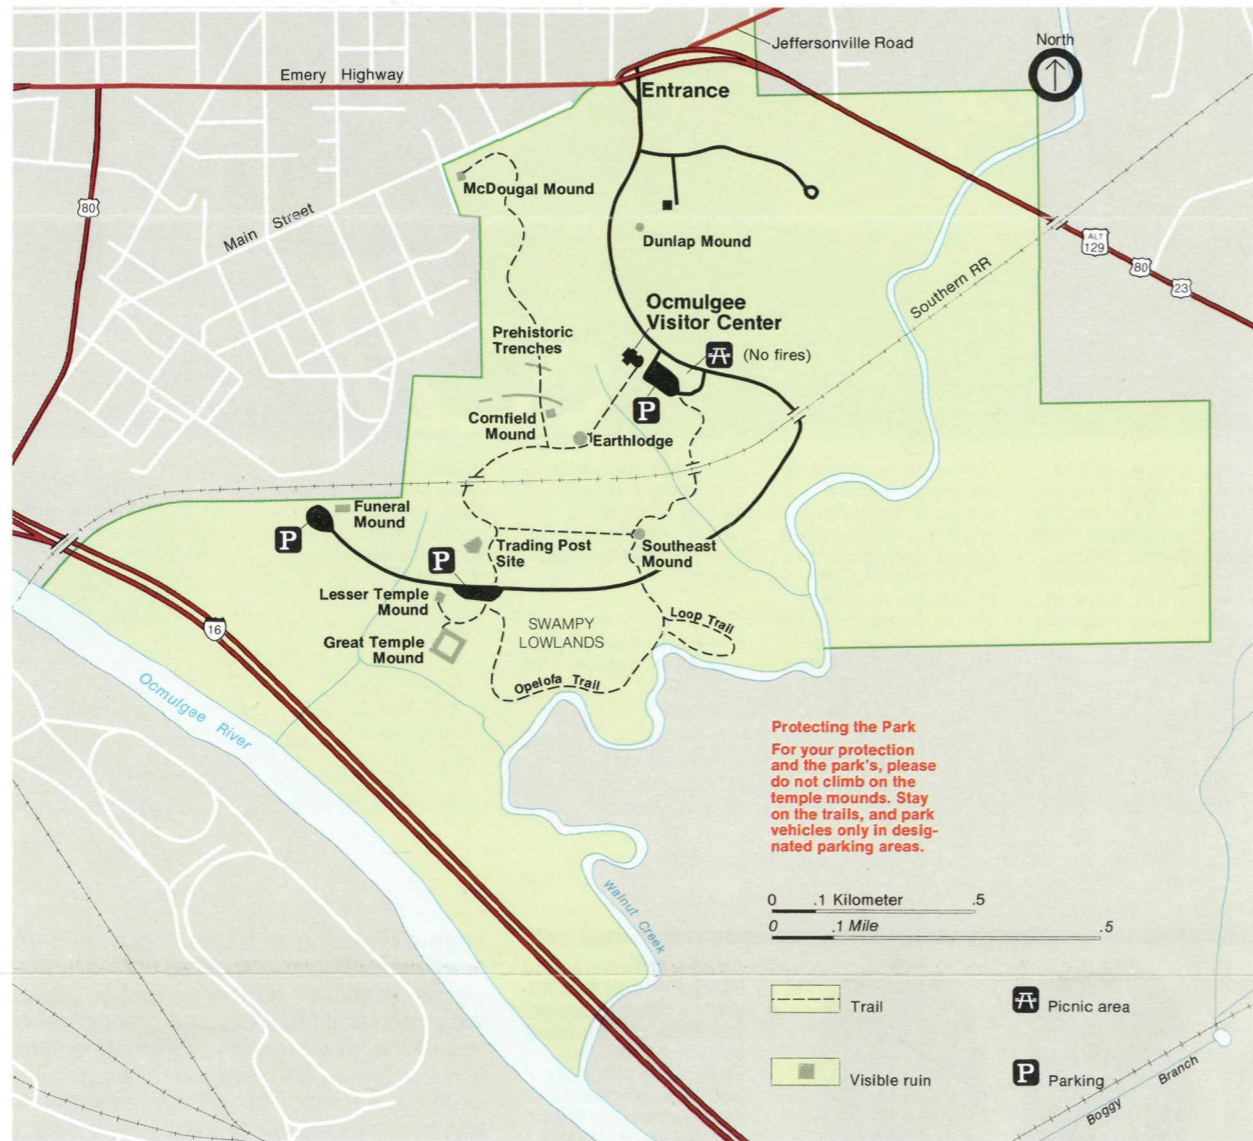 Jeffersonville Road
North
Emery Highway
Entrance
McDougal Mound
80
Main Street
Dunlap Mound
ALT
129
80
23
Southern RR
Ocmulgee
Visitor Center
Prehistoric
Trenches
(No fires)
P
Cornfield
Mound
Earthlodge
Funeral
Mound
P
P
Trading Post
Site
Southeast
Mound
Lesser Temple
Mound
Loop Trail
SWAMPY
LOWLANDS
16
Great Temple
Mound
Opelofa Trail
Ocmulgee River
Protecting the Park
For your protection
and the park's, please
do not climb on the
temple mounds. Stay
on the trails, and park
vehicles only in desig-
nated parking areas.
Walnut Creek
0 .1 Kilometer .5
0 .1 Mile .5
Trail
Picnic area
Visible ruin
P Parking
Boggy Branch